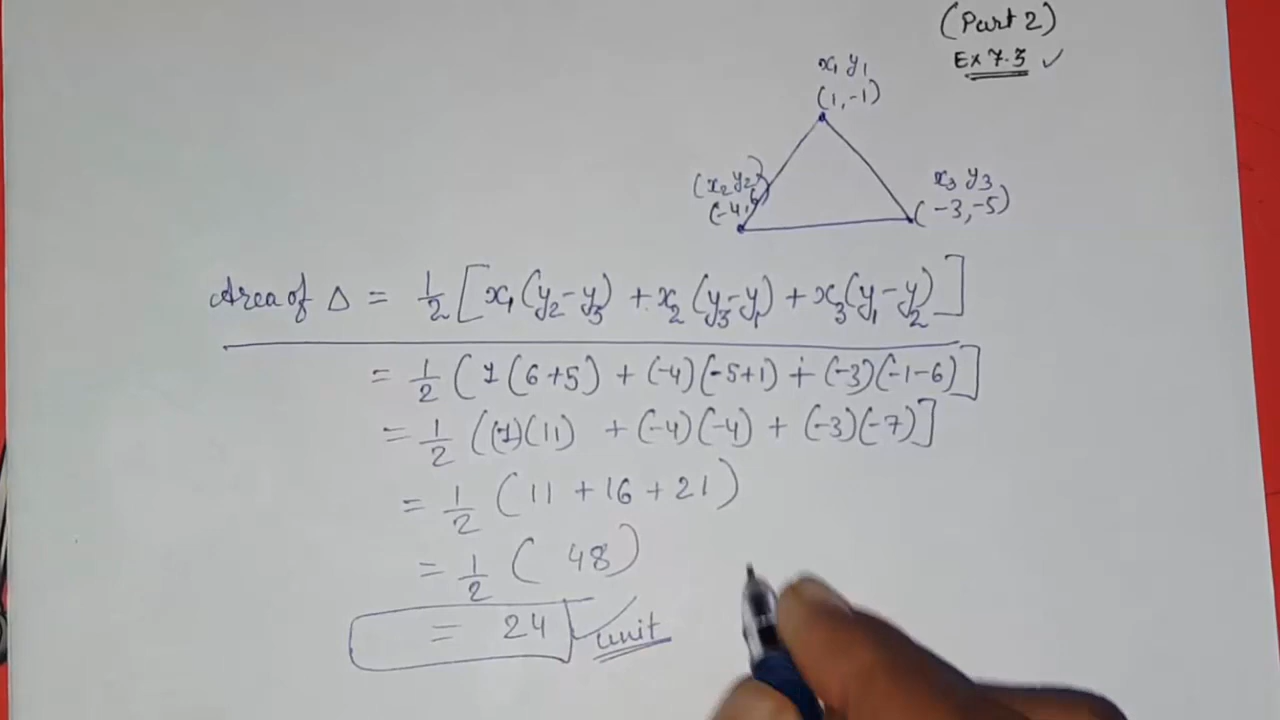 (Part 2)
Ex 7.3 ✓
x₁ y₁
(1,-1)
(x₂ y₂)
(-4,6)
x₃ y₃
(-3,-5)
Area of Δ = 1/2 [x₁(y₂-y₃) + x₂(y₃-y₁) + x₃(y₁-y₂)]
= 1/2 (1(6+5) + (-4)(-5+1) + (-3)(-1-6)]
= 1/2 ((1)(11) + (-4)(-4) + (-3)(-7)]
= 1/2 (11 + 16 + 21)
= 1/2 ( 48)
= 24 unit